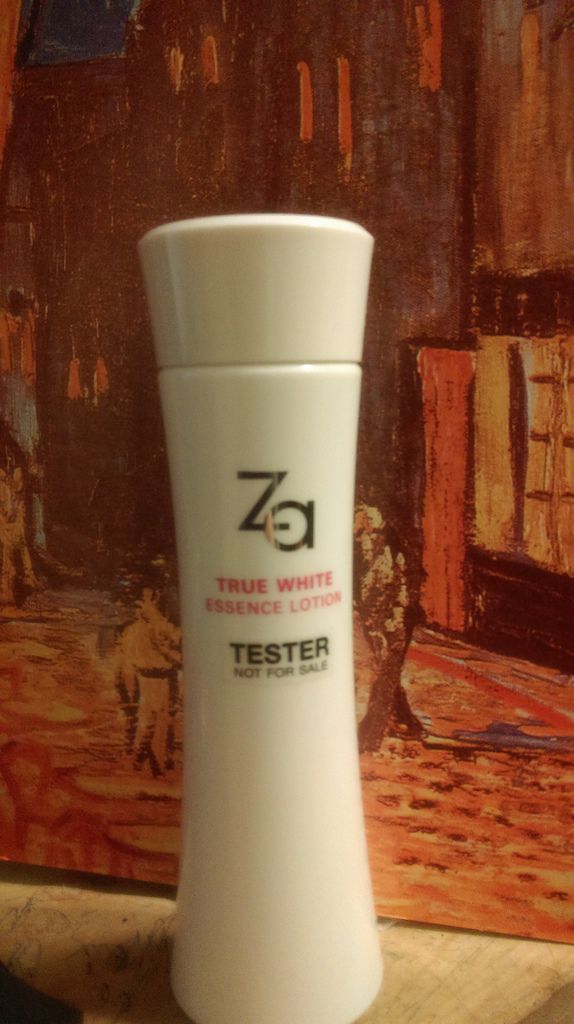 Za
TRUE WHITE
ESSENCE LOTION
TESTER
NOT FOR SALE